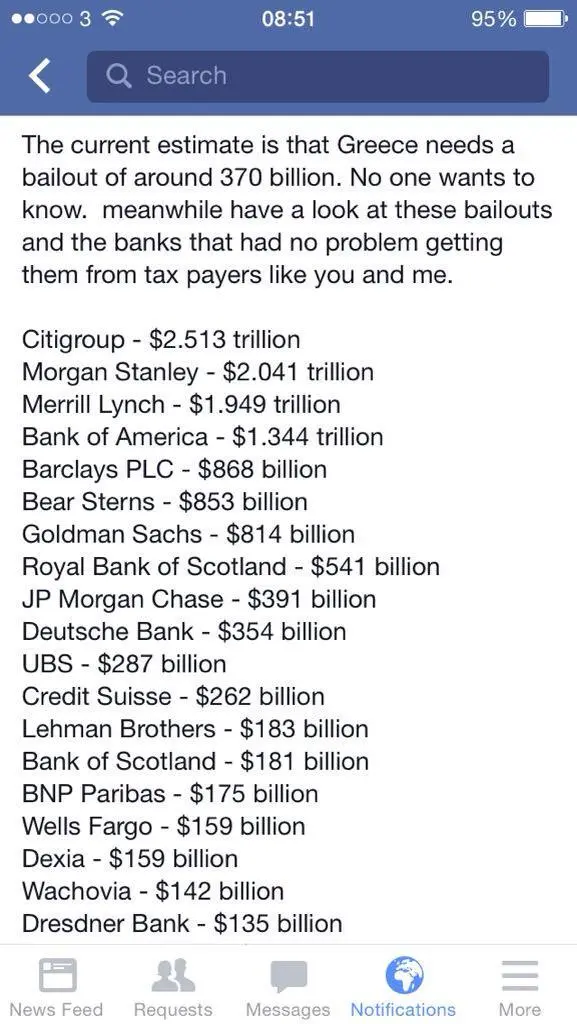 3 08:51 95%
Search
The current estimate is that Greece needs a
bailout of around 370 billion. No one wants to
know.  meanwhile have a look at these bailouts
and the banks that had no problem getting
them from tax payers like you and me.
Citigroup - $2.513 trillion
Morgan Stanley - $2.041 trillion
Merrill Lynch - $1.949 trillion
Bank of America - $1.344 trillion
Barclays PLC - $868 billion
Bear Sterns - $853 billion
Goldman Sachs - $814 billion
Royal Bank of Scotland - $541 billion
JP Morgan Chase - $391 billion
Deutsche Bank - $354 billion
UBS - $287 billion
Credit Suisse - $262 billion
Lehman Brothers - $183 billion
Bank of Scotland - $181 billion
BNP Paribas - $175 billion
Wells Fargo - $159 billion
Dexia - $159 billion
Wachovia - $142 billion
Dresdner Bank - $135 billion
News Feed Requests Messages Notifications More